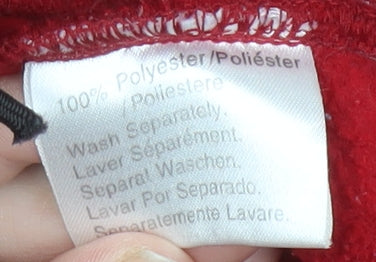 100% Polyester/Poliéster
/Poliestere
Wash Separately.
Laver Séparément.
Separat Waschen.
Lavar Por Separado.
Separatemente Lavare.